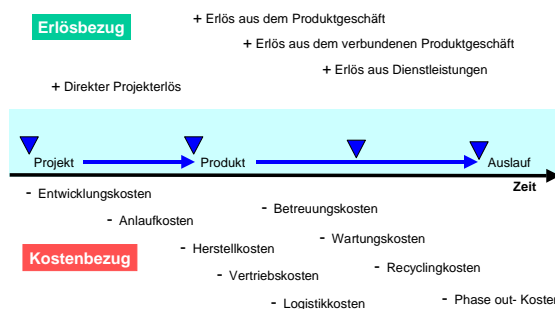 Erlösbezug
+ Erlös aus dem Produktgeschäft
+ Erlös aus dem verbundenen Produktgeschäft
+ Erlös aus Dienstleistungen
+ Direkter Projekterlös
Projekt Produkt Auslauf
Zeit
- Entwicklungskosten
- Betreuungskosten
- Anlaufkosten
- Wartungskosten
- Herstellkosten
Kostenbezug
- Recyclingkosten
- Vertriebskosten
- Logistikkosten
- Phase out- Kosten